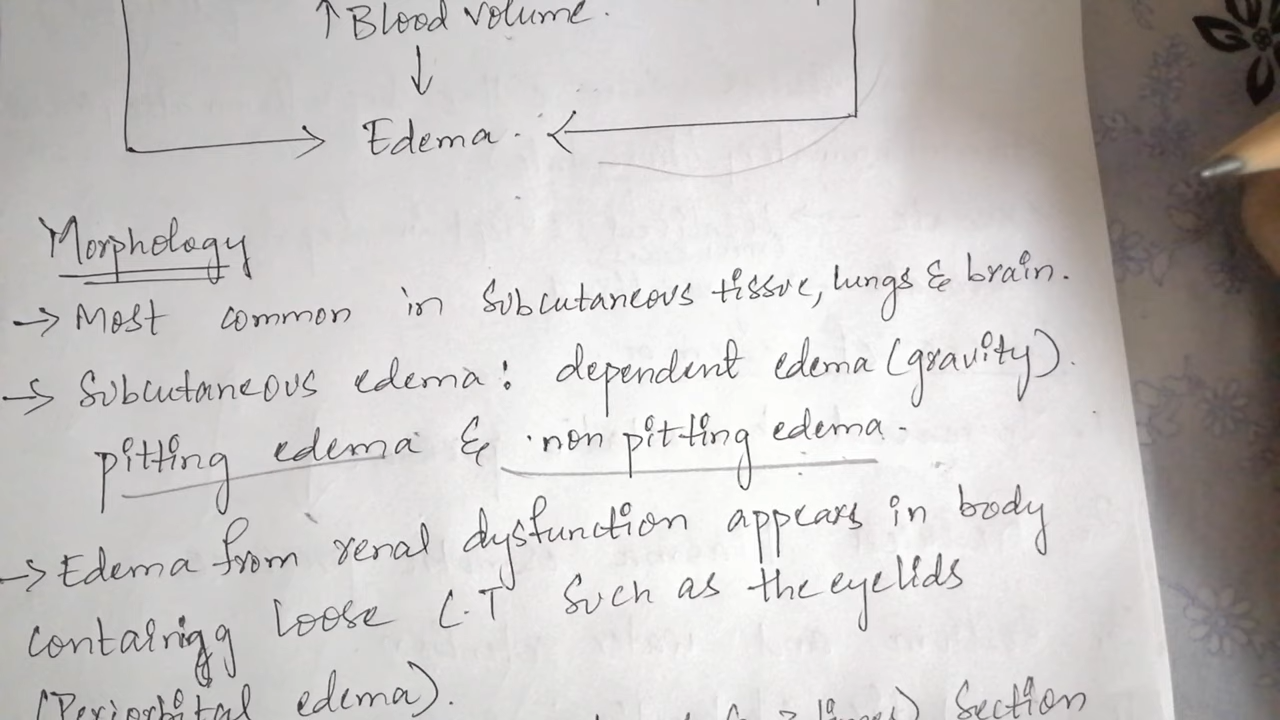 ↑ Blood volume.
↓
→ Edema. ←
Morphology
→ Most common in subcutaneous tissue, lungs & brain.
→ Subcutaneous edema: dependent edema (gravity).
pitting edema & non pitting edema.
→ Edema from renal dysfunction appears in body
containigg loose C.T such as the eyelids
(Periorbital edema).
Section